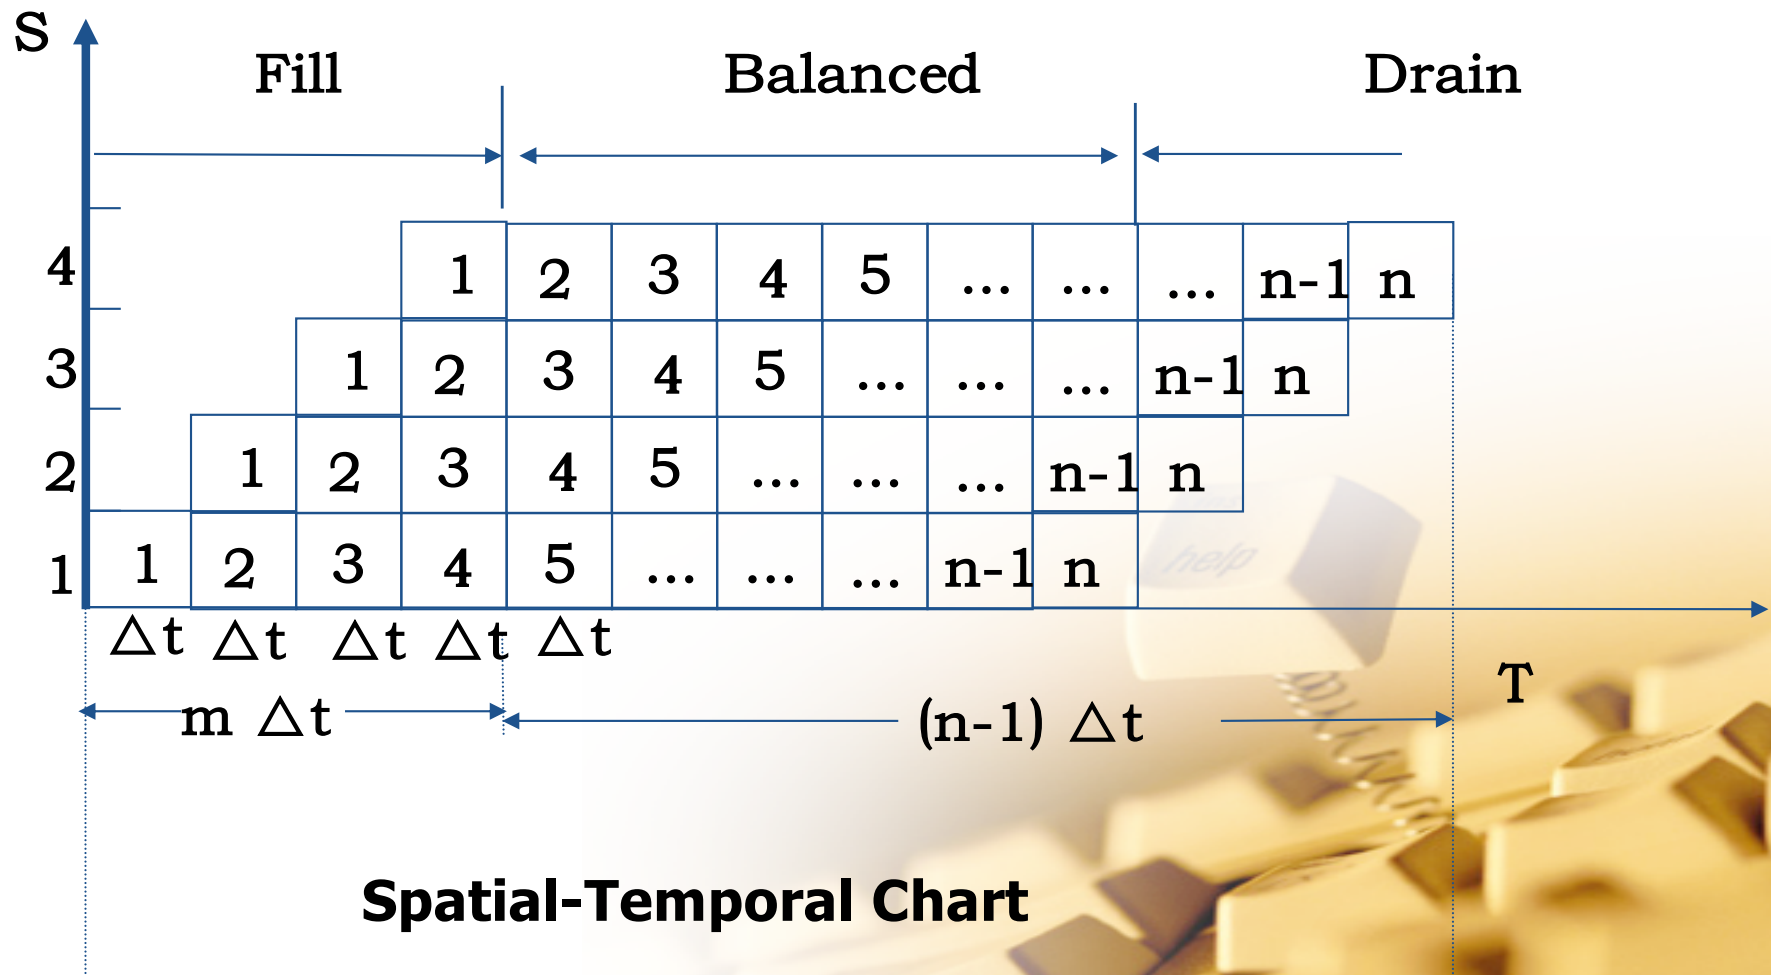 S
Fill Balanced Drain
4 1 2 3 4 5 ... ... ... n-1 n
3 1 2 3 4 5 ... ... ... n-1 n
2 1 2 3 4 5 ... ... ... n-1 n
1 1 2 3 4 5 ... ... ... n-1 n
help
△t △t △t △t △t
T
m △t (n-1) △t
Spatial-Temporal Chart